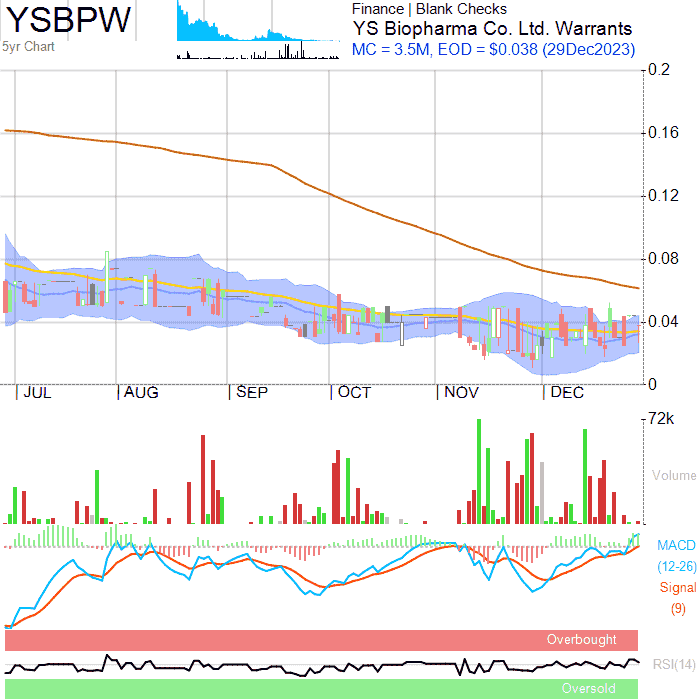 YSBPW
5yr Chart
Finance | Blank Checks
YS Biopharma Co. Ltd. Warrants
MC = 3.5M, EOD = $0.038 (29Dec2023)
0.2
0.16
0.12
0.08
0.04
0
JUL AUG SEP OCT NOV DEC
72k
Volume
MACD
(12-26)
Signal
(9)
Overbought
RSI(14)
Oversold